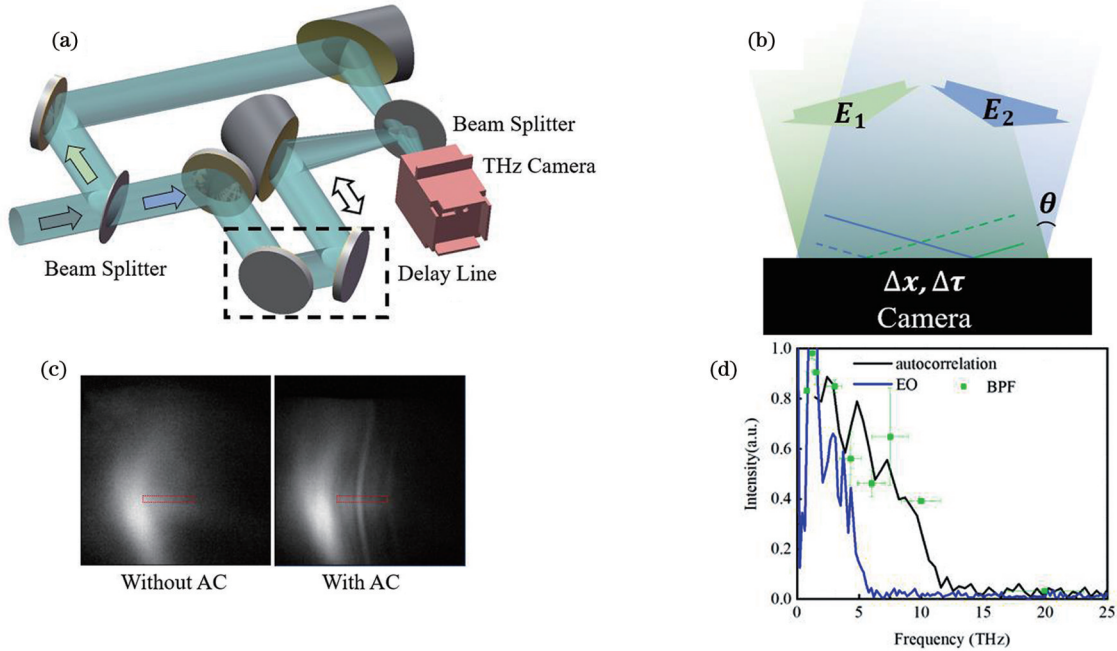 (a)
Beam Splitter
THz Camera
Beam Splitter
Delay Line
(b)
E₁
E₂
θ
Δx, Δτ
Camera
(c)
Without AC
With AC
(d)
autocorrelation
EO
BPF
Intensity(a.u.)
1.0
0.8
0.6
0.4
0.2
0.0
0 5 10 15 20 25
Frequency (THz)